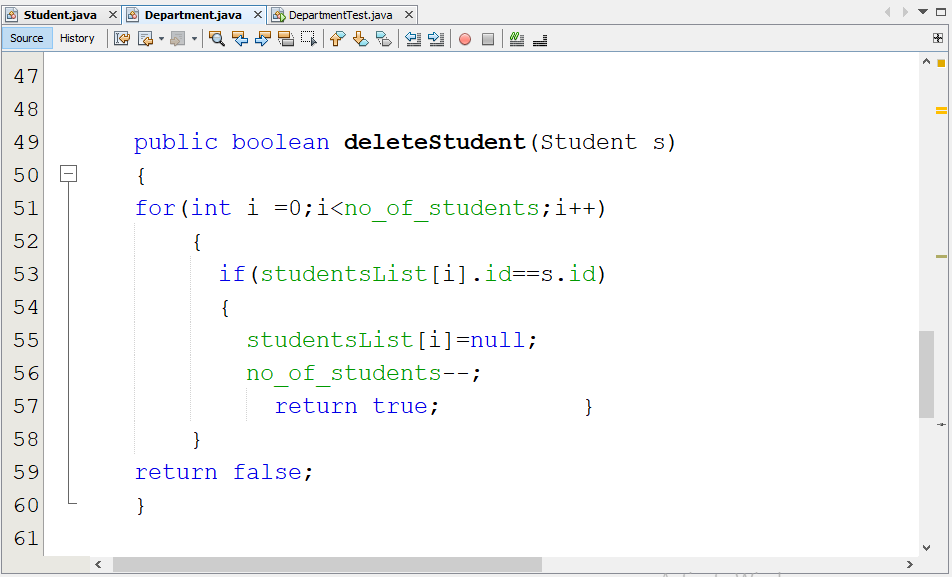 Student.java Department.java DepartmentTest.java
Source History
47
48
49 public boolean deleteStudent(Student s)
50 {
51 for(int i =0;i<no_of_students;i++)
52 {
53 if(studentsList[i].id==s.id)
54 {
55 studentsList[i]=null;
56 no_of_students--;
57 return true; }
58 }
59 return false;
60 }
61